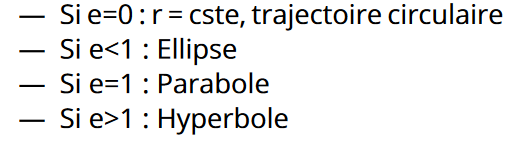 — Si e=0 : r = cste, trajectoire circulaire
— Si e<1 : Ellipse
— Si e=1 : Parabole
— Si e>1 : Hyperbole